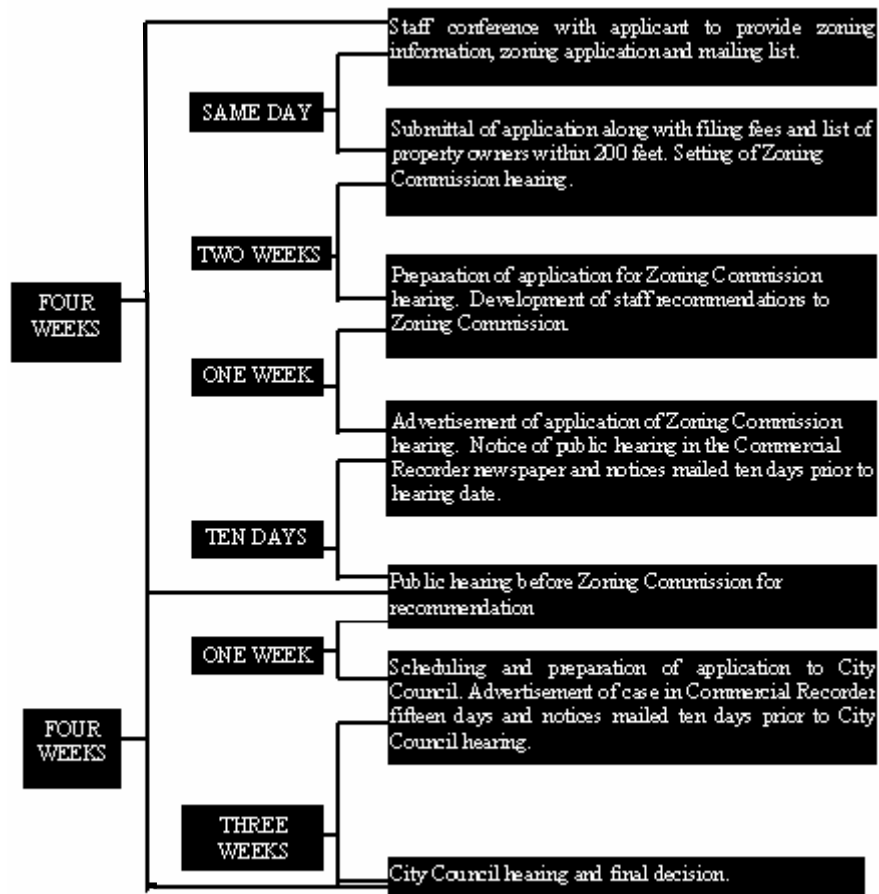 Staff conference with applicant to provide zoning
information, zoning application and mailing list.
SAME DAY
Submittal of application along with filing fees and list of
property owners within 200 feet. Setting of Zoning
Commission hearing.
TWO WEEKS
Preparation of application for Zoning Commission
hearing. Development of staff recommendations to
Zoning Commission
FOUR
WEEKS
ONE WEEK
Advertisement of application of Zoning Commission
hearing. Notice of public hearing in the Commercial
Recorder newspaper and notices mailed ten days prior to
hearing date.
TEN DAYS
Public hearing before Zoning Commission for
recommendation
ONE WEEK
Scheduling and preparation of application to City
Council. Advertisement of case in Commercial Recorder
fifteen days and notices mailed ten days prior to City
Council hearing.
FOUR
WEEKS
THREE
WEEKS
City Council hearing and final decision.